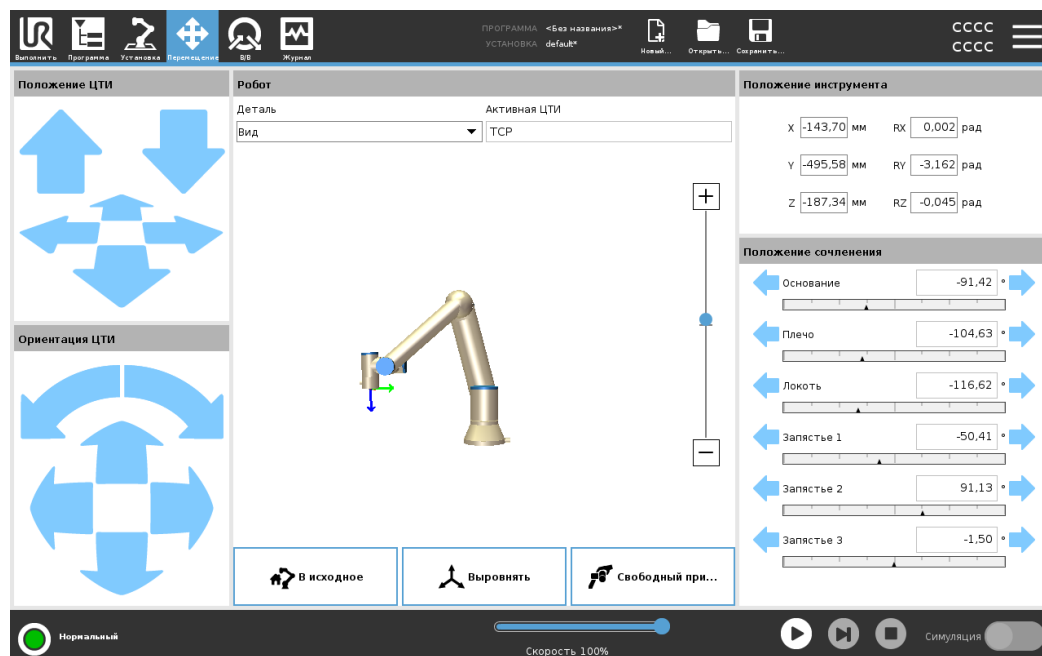 UR
ПРОГРАММА <Без названия>*
УСТАНОВКА default*
Выполнить Программа Установка Перемещение В/В Журнал
Новый... Открыть... Сохранить...
CCCC
CCCC
Положение ЦТИ
Ориентация ЦТИ
Робот
Деталь Активная ЦТИ
Вид TCP
+
−
В исходное Выровнять Свободный при...
Положение инструмента
X -143,70 мм RX 0,002 рад
Y -495,58 мм RY -3,162 рад
Z -187,34 мм RZ -0,045 рад
Положение сочленения
Основание -91,42 °
Плечо -104,63 °
Локоть -116,62 °
Запястье 1 -50,41 °
Запястье 2 91,13 °
Запястье 3 -1,50 °
Нормальный
Скорость 100%
Симуляция